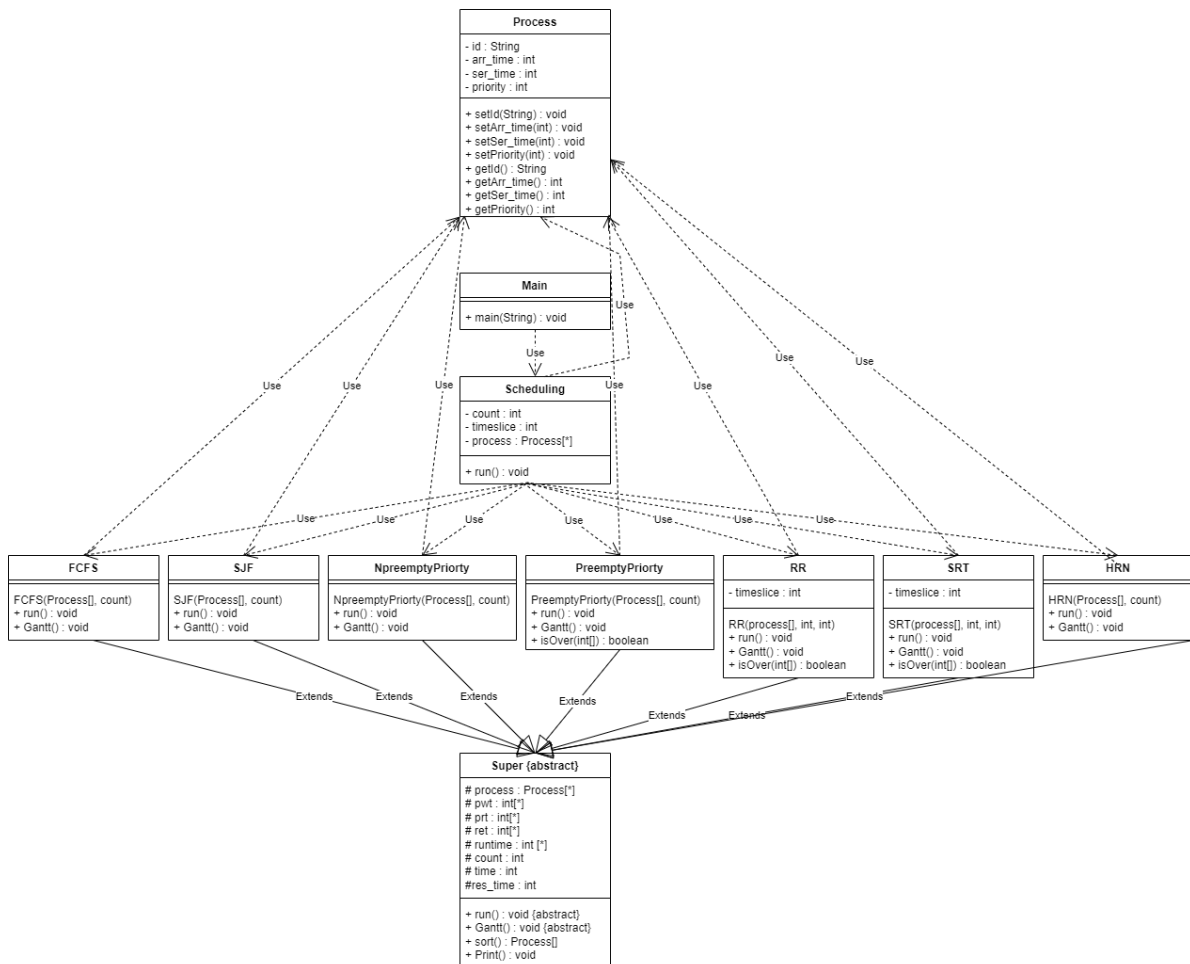 Process
- id : String
- arr_time : int
- ser_time : int
- priority : int
+ setId(String) : void
+ setArr_time(int) : void
+ setSer_time(int) : void
+ setPriority(int) : void
+ getId() : String
+ getArr_time() : int
+ getSer_time() : int
+ getPriority() : int
Main
+ main(String) : void
Use
Use
Scheduling
- count : int
- timeslice : int
- process : Process[*]
+ run() : void
Use
Use
Use
Use
Use
Use
Use
Use
Use
Use
Use
Use
Use
Use
FCFS
FCFS(Process[], count)
+ run() : void
+ Gantt() : void
SJF
SJF(Process[], count)
+ run() : void
+ Gantt() : void
NpreemptyPriorty
NpreemptyPriorty(Process[], count)
+ run() : void
+ Gantt() : void
PreemptyPriorty
PreemptyPriorty(Process[], count)
+ run() : void
+ Gantt() : void
+ isOver(int[]) : boolean
RR
- timeslice : int
RR(process[], int, int)
+ run() : void
+ Gantt() : void
+ isOver(int[]) : boolean
SRT
- timeslice : int
SRT(process[], int, int)
+ run() : void
+ Gantt() : void
+ isOver(int[]) : boolean
HRN
HRN(Process[], count)
+ run() : void
+ Gantt() : void
Extends
Extends
Extends
Extends
Extends
Extends
Extends
Super {abstract}
# process : Process[*]
# pwt : int[*]
# prt : int[*]
# ret : int[*]
# runtime : int [*]
# count : int
# time : int
#res_time : int
+ run() : void {abstract}
+ Gantt() : void {abstract}
+ sort() : Process[]
+ Print() : void